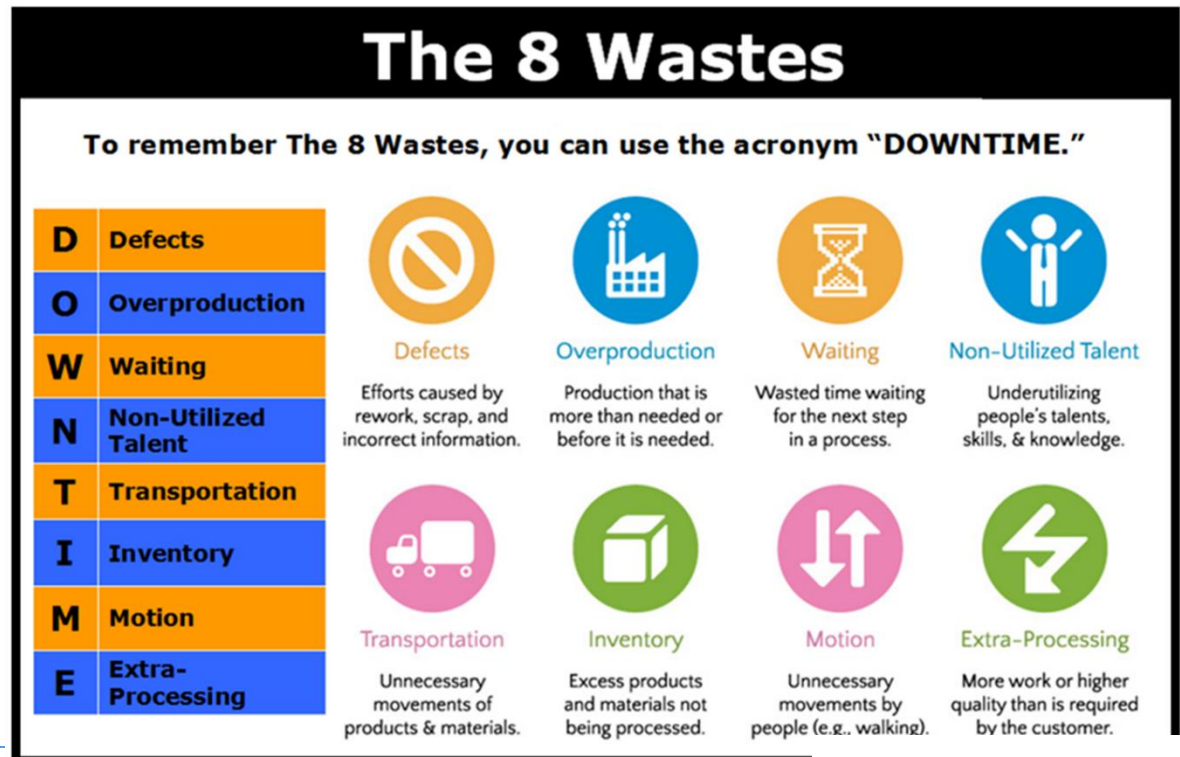 The 8 Wastes
To remember The 8 Wastes, you can use the acronym “DOWNTIME.”
D Defects
O Overproduction
W Waiting
N Non-Utilized
Talent
T Transportation
I Inventory
M Motion
E Extra-
Processing
Defects
Efforts caused by
rework, scrap, and
incorrect information.
Overproduction
Production that is
more than needed or
before it is needed.
Waiting
Wasted time waiting
for the next step
in a process.
Non-Utilized Talent
Underutilizing
people's talents,
skills, & knowledge.
Transportation
Unnecessary
movements of
products & materials.
Inventory
Excess products
and materials not
being processed.
Motion
Unnecessary
movements by
people (e.g., walking).
Extra-Processing
More work or higher
quality than is required
by the customer.